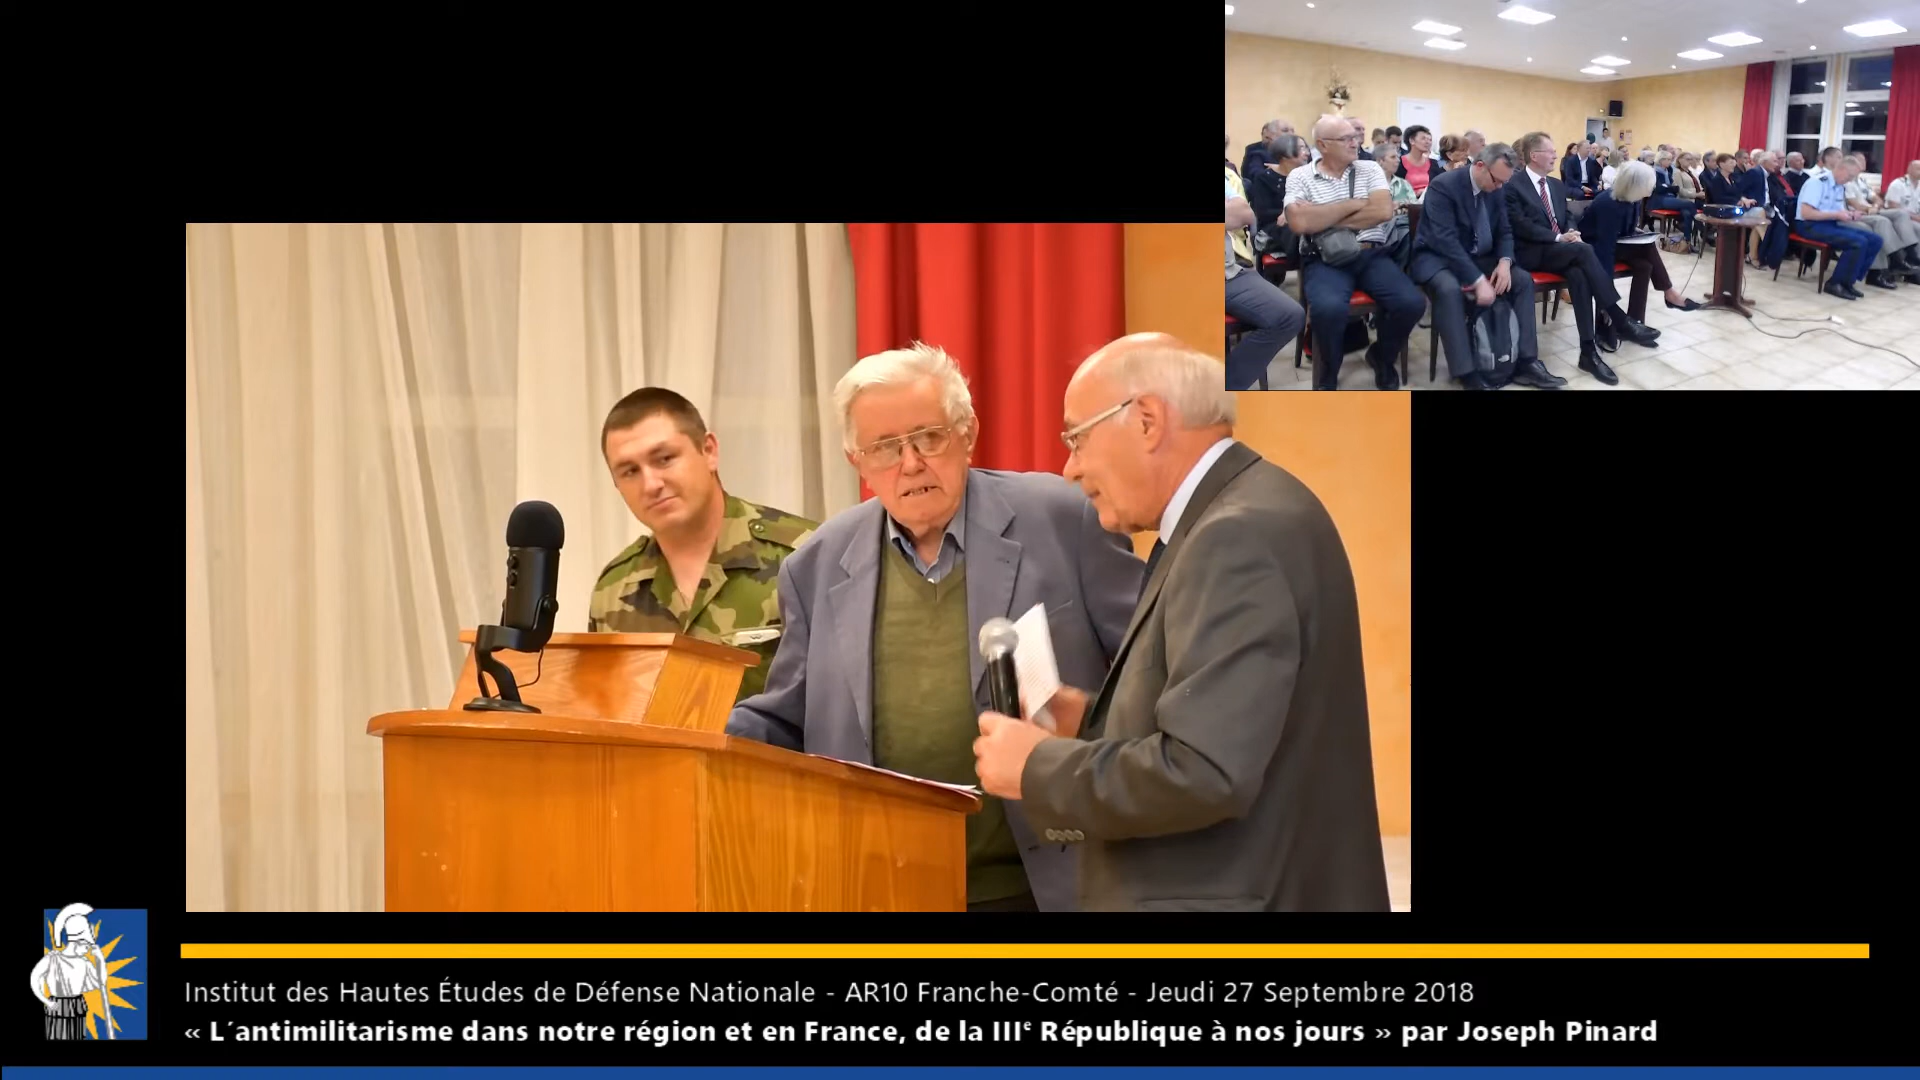 Institut des Hautes Études de Défense Nationale - AR10 Franche-Comté - Jeudi 27 Septembre 2018
« L´antimilitarisme dans notre région et en France, de la IIIᵉ République à nos jours » par Joseph Pinard